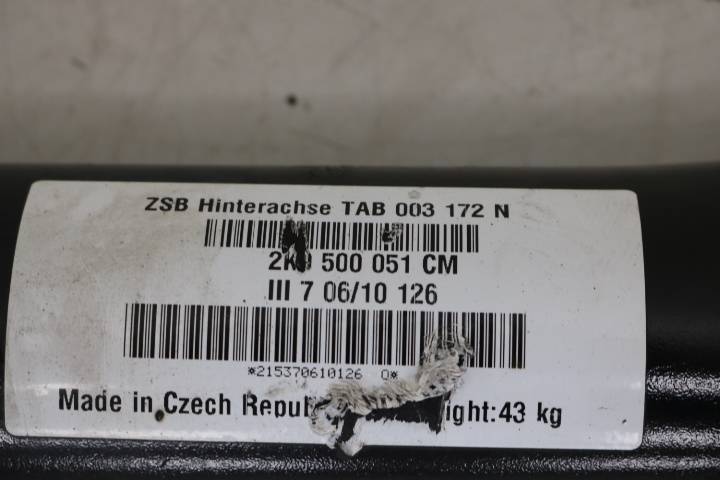 ZSB Hinterachse TAB 003 172 N
500 051 CM
III 7 06/10 126
*215370610126 0*
Made in Czech :43 kg